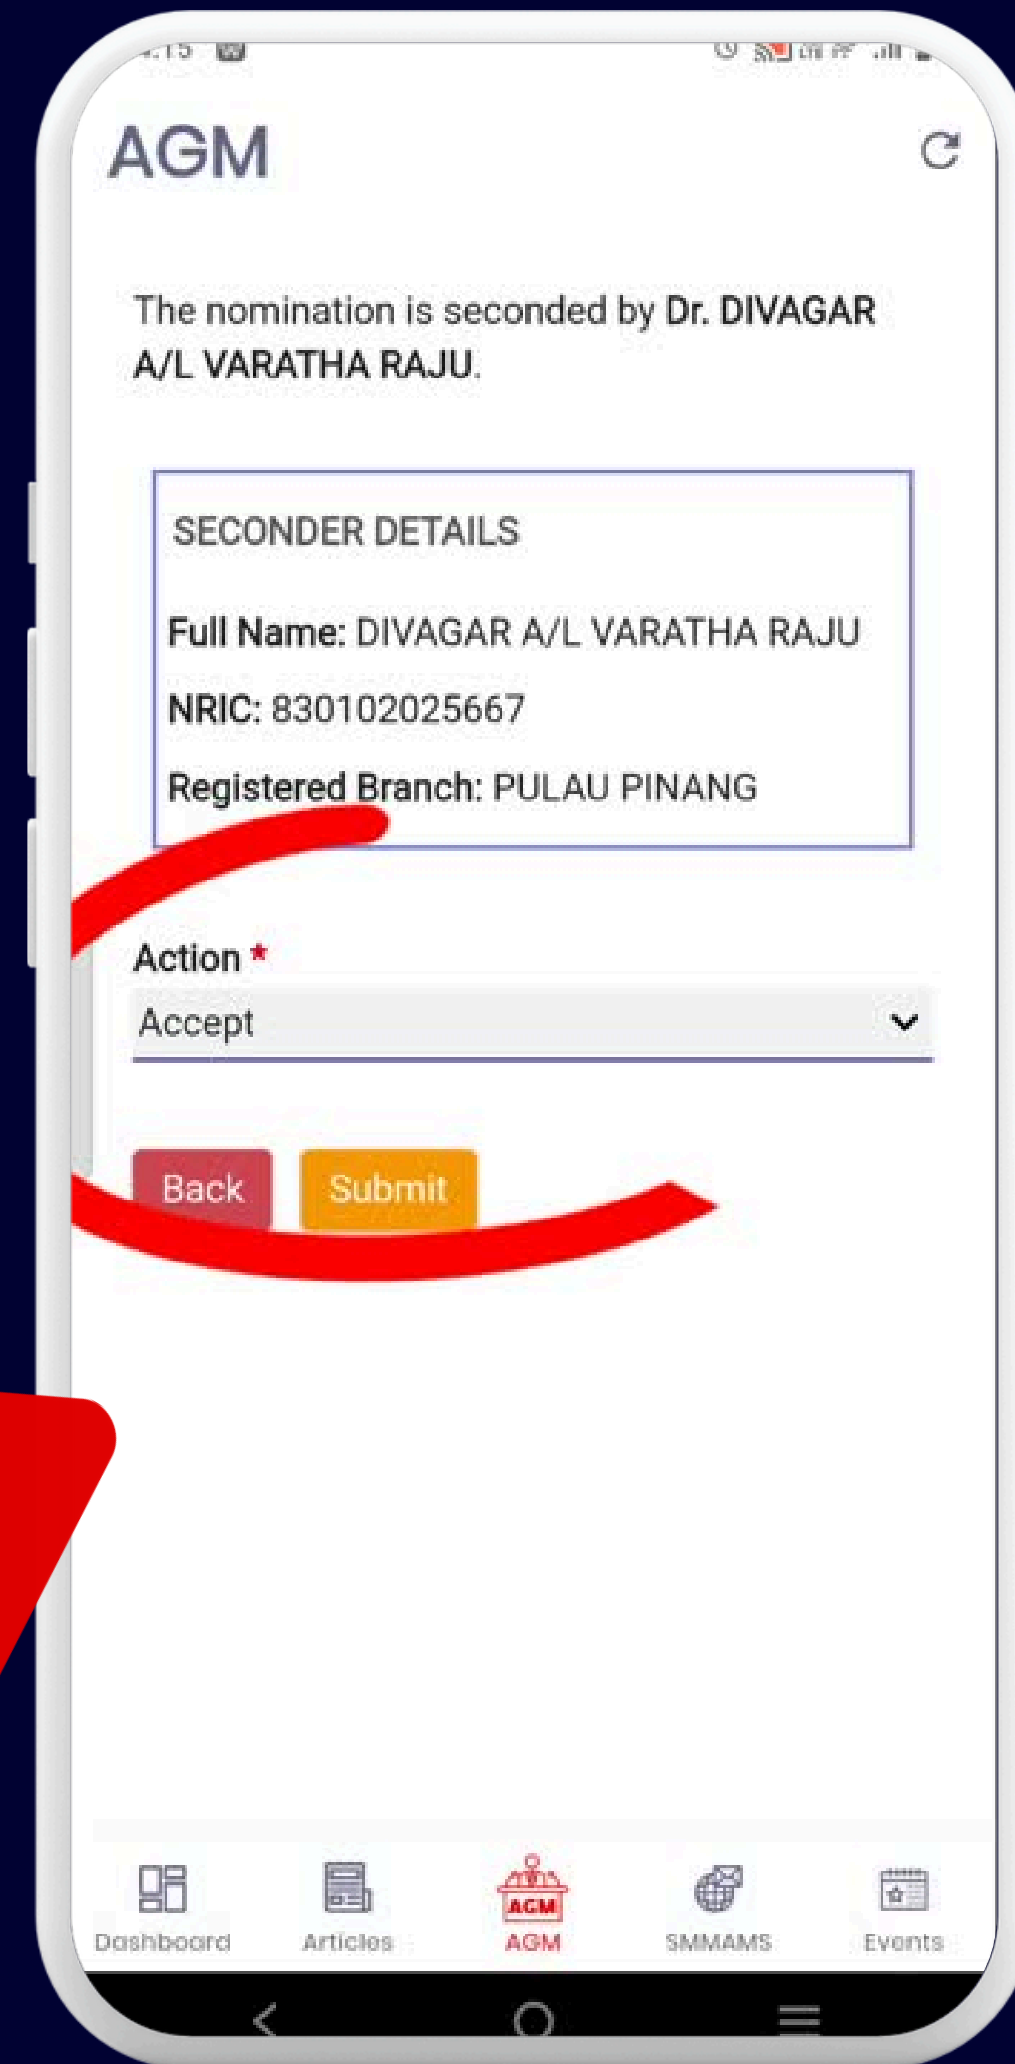 AGM
The nomination is seconded by Dr. DIVAGAR
A/L VARATHA RAJU.
SECONDER DETAILS
Full Name: DIVAGAR A/L VARATHA RAJU
NRIC: 830102025667
Registered Branch: PULAU PINANG
Action *
Accept
Back Submit
AGM
Dashboard Articles AGM SMMAMS Events